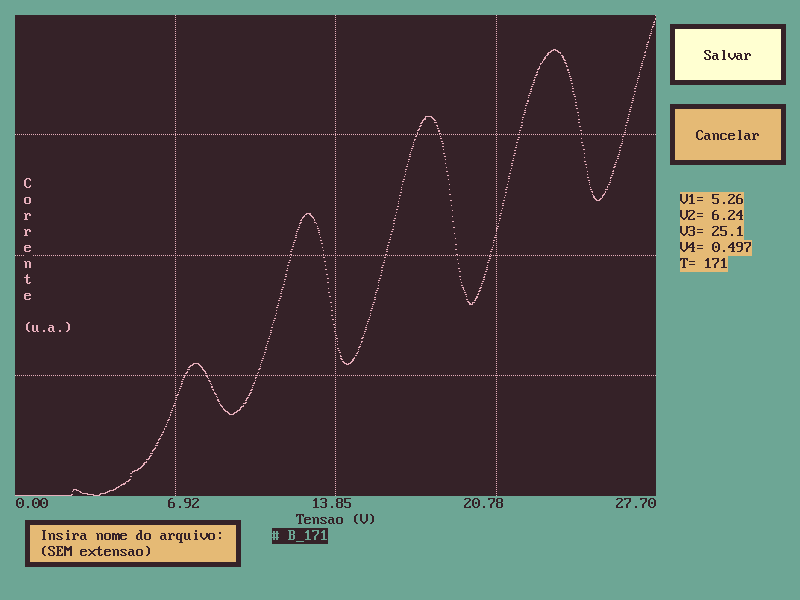 Salvar
Cancelar
Corrente
(u.a.)
V1= 5.26
V2= 6.24
V3= 25.1
V4= 0.497
T= 171
0.00 6.92 13.85 20.78 27.70
Tensao (V)
Insira nome do arquivo:
(SEM extensao)
# B_171